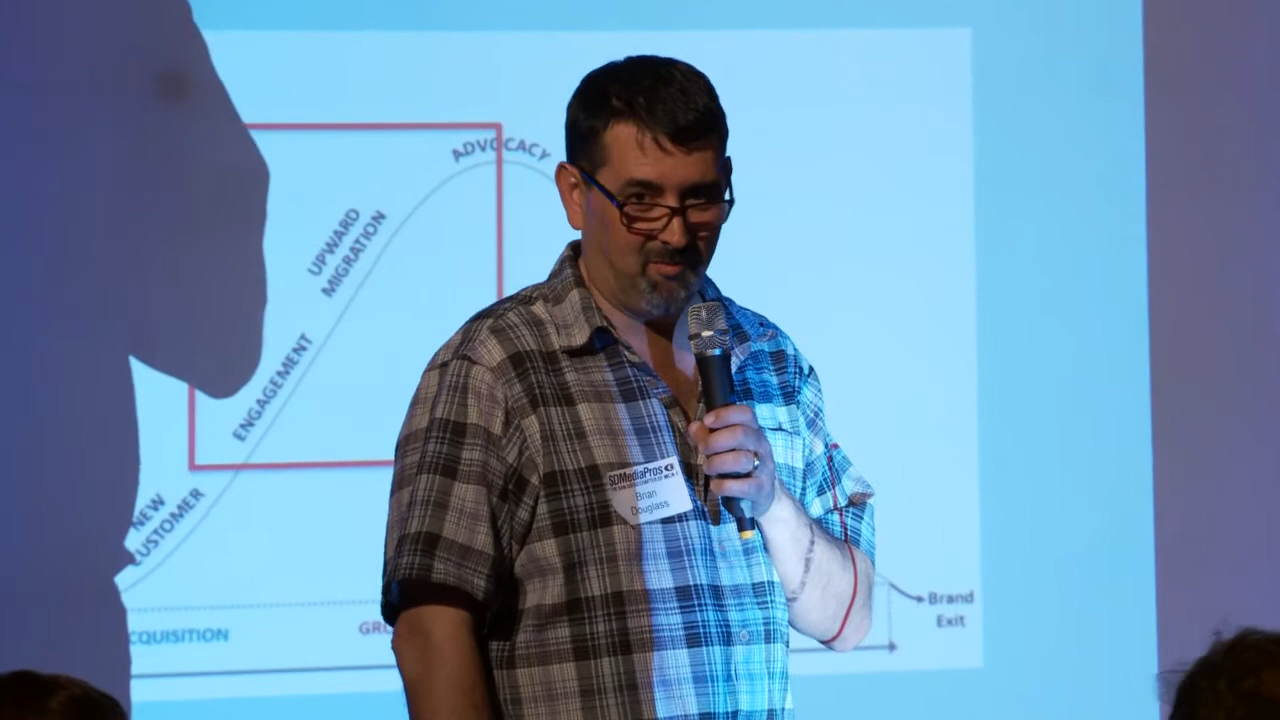 ADVOCACY
UPWARD
MIGRATION
ENGAGEMENT
NEW
CUSTOMER
SDMediaPros
Brian
Douglass
Brand
Exit
CQUISITION
GRO